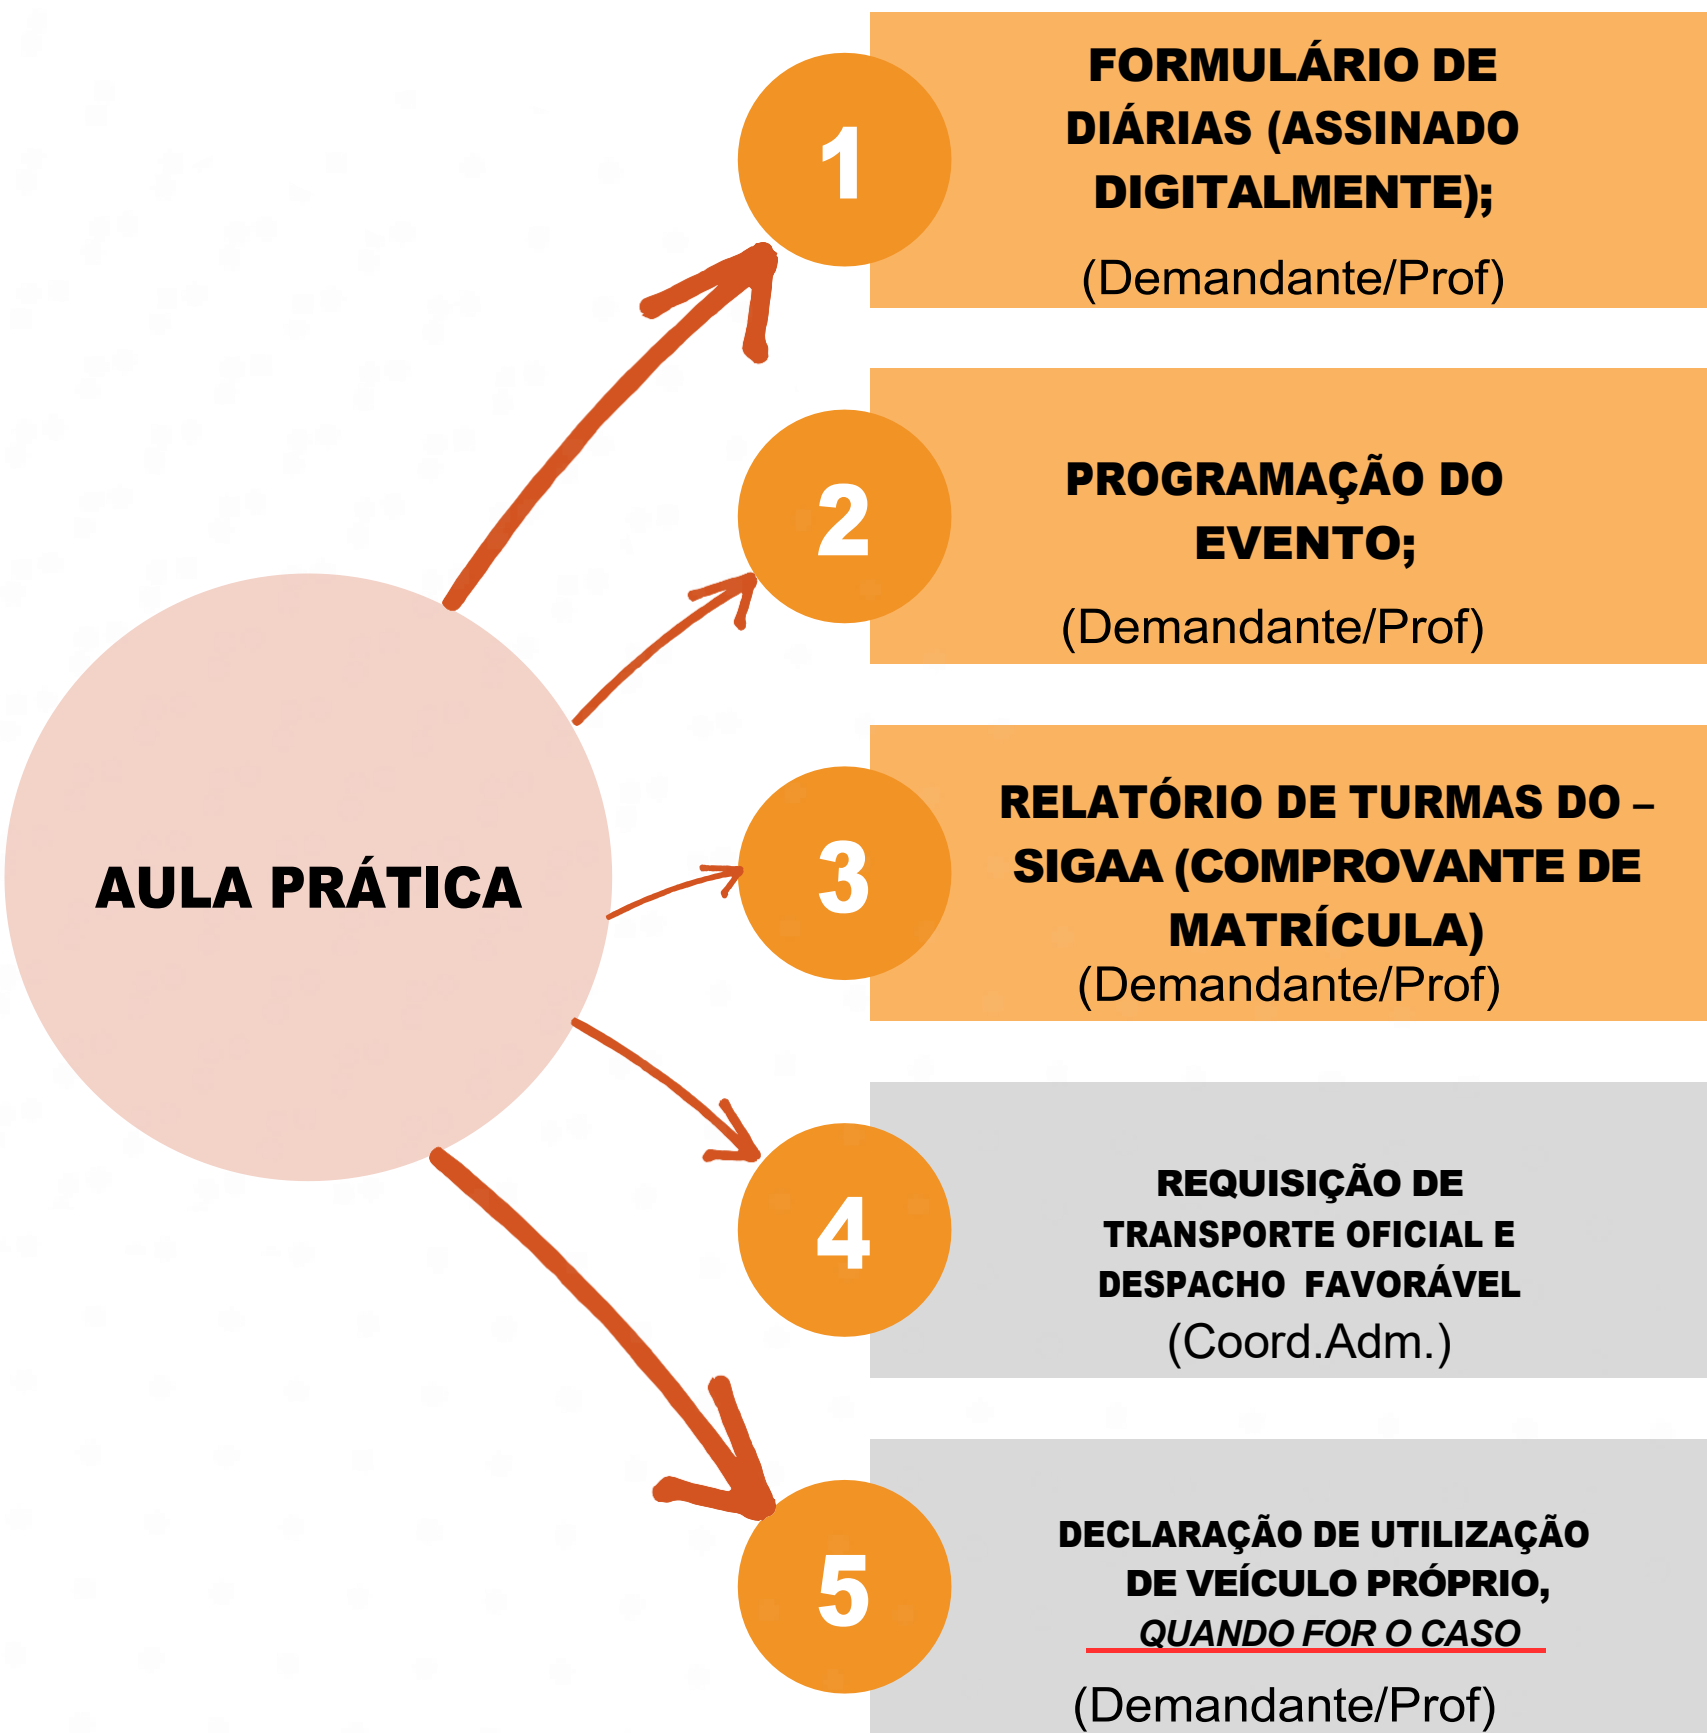 AULA PRÁTICA
1
FORMULÁRIO DE
DIÁRIAS (ASSINADO
DIGITALMENTE);
(Demandante/Prof)
2
PROGRAMAÇÃO DO
EVENTO;
(Demandante/Prof)
3
RELATÓRIO DE TURMAS DO –
SIGAA (COMPROVANTE DE
MATRÍCULA)
(Demandante/Prof)
4
REQUISIÇÃO DE
TRANSPORTE OFICIAL E
DESPACHO FAVORÁVEL
(Coord.Adm.)
5
DECLARAÇÃO DE UTILIZAÇÃO
DE VEÍCULO PRÓPRIO,
QUANDO FOR O CASO
(Demandante/Prof)